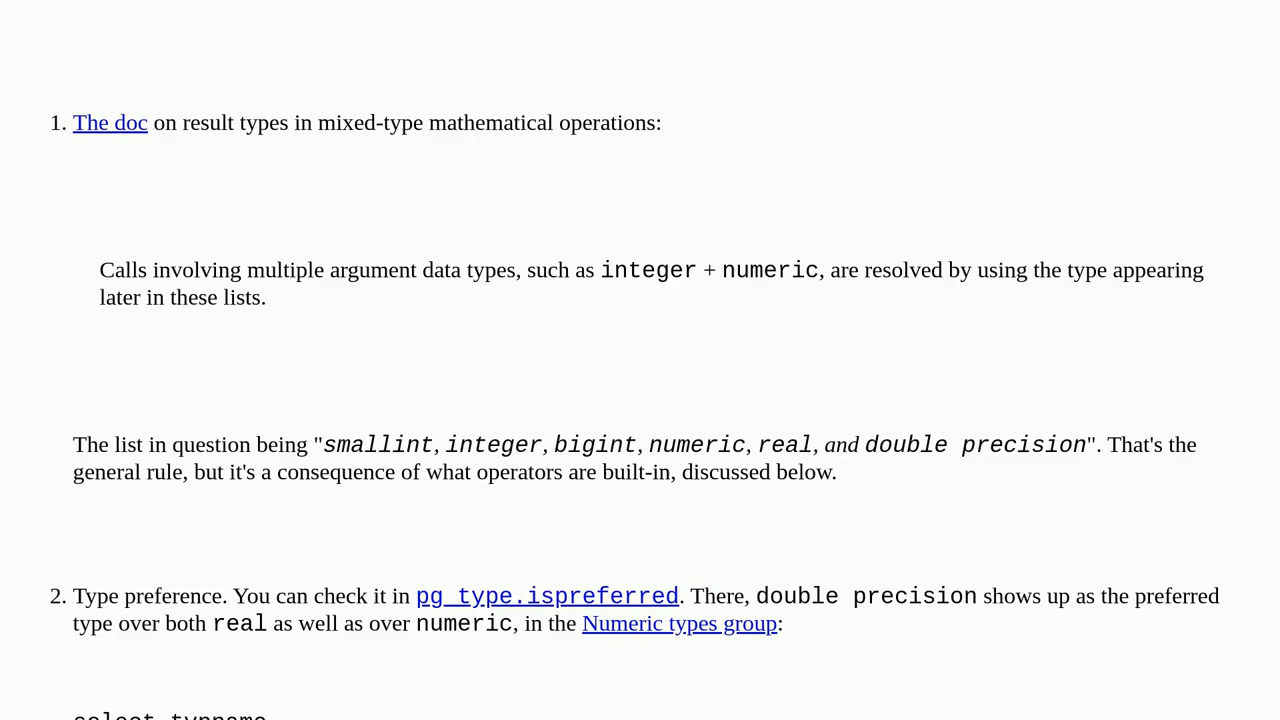 1. The doc on result types in mixed-type mathematical operations:
Calls involving multiple argument data types, such as integer + numeric, are resolved by using the type appearing
later in these lists.
The list in question being "smallint, integer, bigint, numeric, real, and double precision". That's the
general rule, but it's a consequence of what operators are built-in, discussed below.
2. Type preference. You can check it in pg_type.ispreferred. There, double precision shows up as the preferred
type over both real as well as over numeric, in the Numeric types group:
select typname